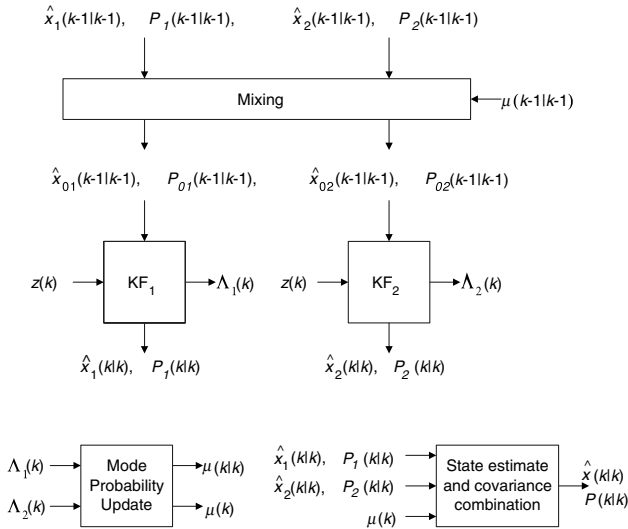 x̂₁(k-1|k-1), P₁(k-1|k-1), x̂₂(k-1|k-1), P₂(k-1|k-1)
Mixing
μ(k-1|k-1)
x̂₀₁(k-1|k-1), P₀₁(k-1|k-1), x̂₀₂(k-1|k-1), P₀₂(k-1|k-1)
z(k) KF₁ Λ₁(k) z(k) KF₂ Λ₂(k)
x̂₁(k|k), P₁(k|k) x̂₂(k|k), P₂(k|k)
Λ₁(k)
Λ₂(k)
Mode
Probability
Update
μ(k|k)
μ(k)
x̂₁(k|k), P₁(k|k)
x̂₂(k|k), P₂(k|k)
μ(k)
State estimate
and covariance
combination
x̂(k|k)
P(k|k)